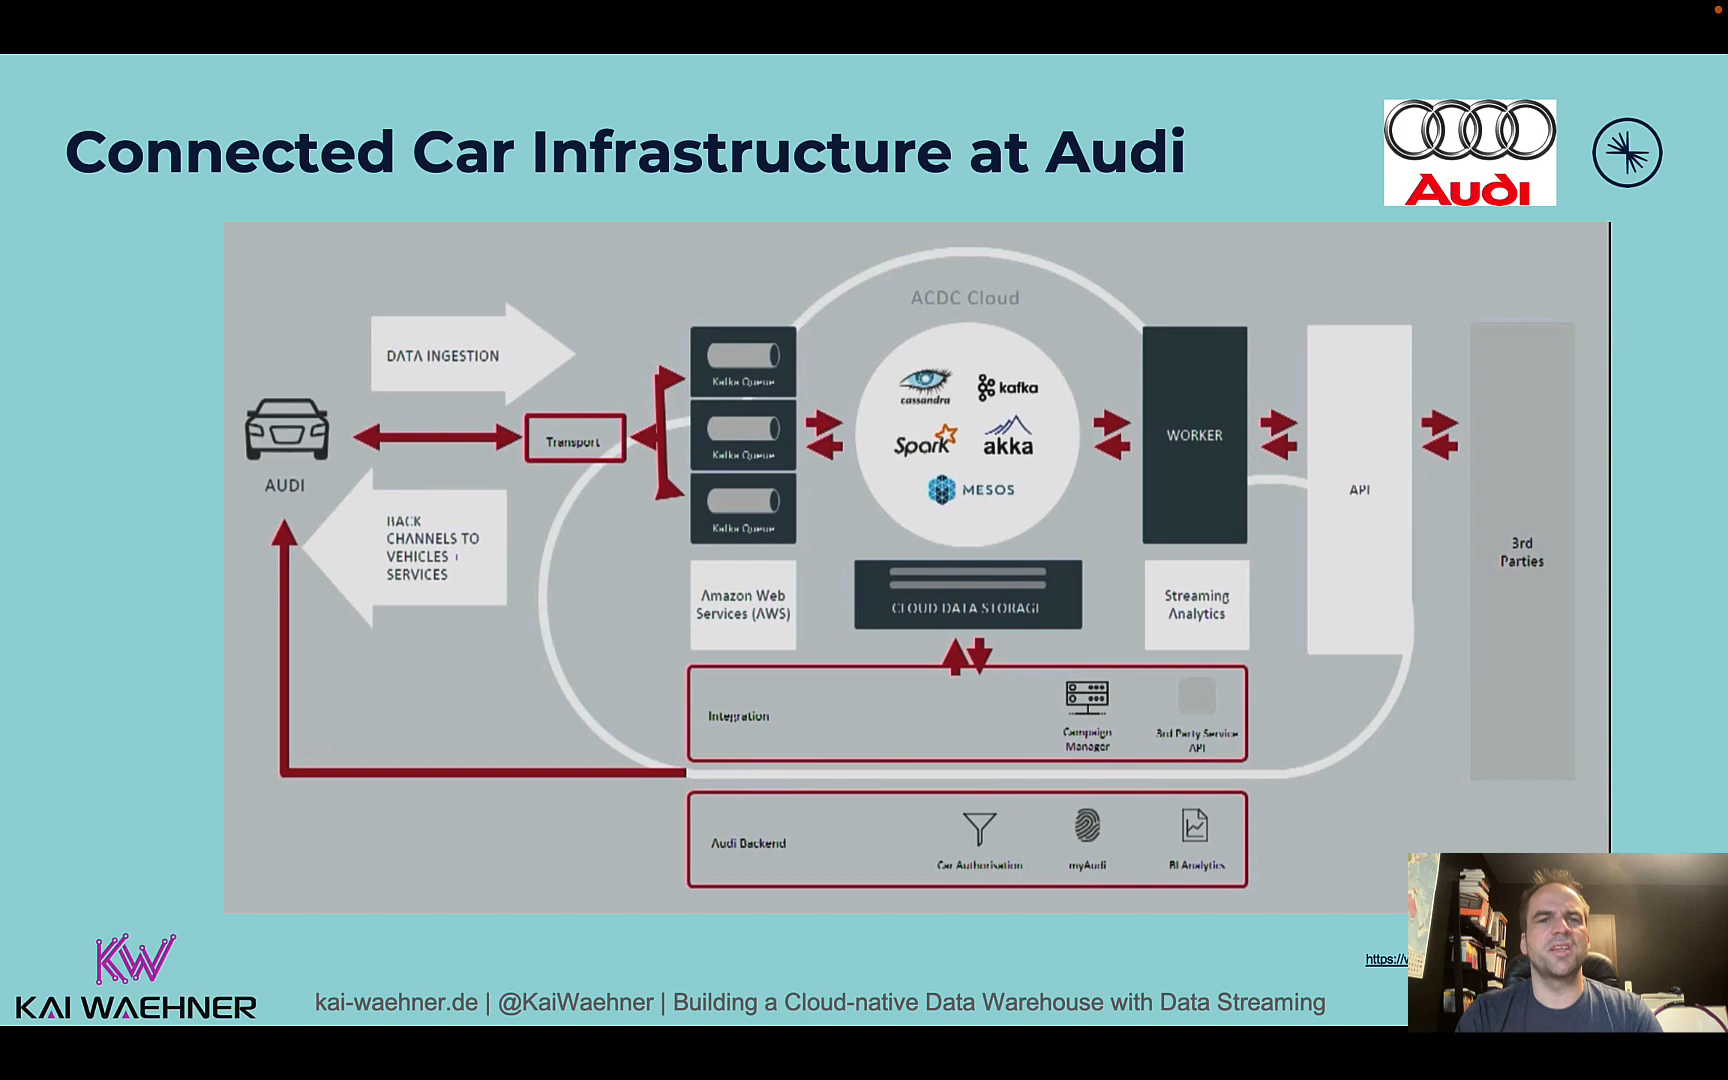 Connected Car Infrastructure at Audi
Audi
ACDC Cloud
DATA INGESTION
Kafka Queue
cassandra
kafka
Transport
Kafka Queue
Spark
akka
WORKER
AUDI
MESOS
API
Kafka Queue
BACK
CHANNELS TO
VEHICLES +
SERVICES
3rd
Parties
Amazon Web
Services (AWS)
CLOUD DATA STORAGE
Streaming
Analytics
Integration
Campaign
Manager
3rd Party Service
API
Audi Backend
Car Authorisation
myAudi
BI Analytics
KW
KAI WAEHNER
https://
kai-waehner.de | @KaiWaehner | Building a Cloud-native Data Warehouse with Data Streaming